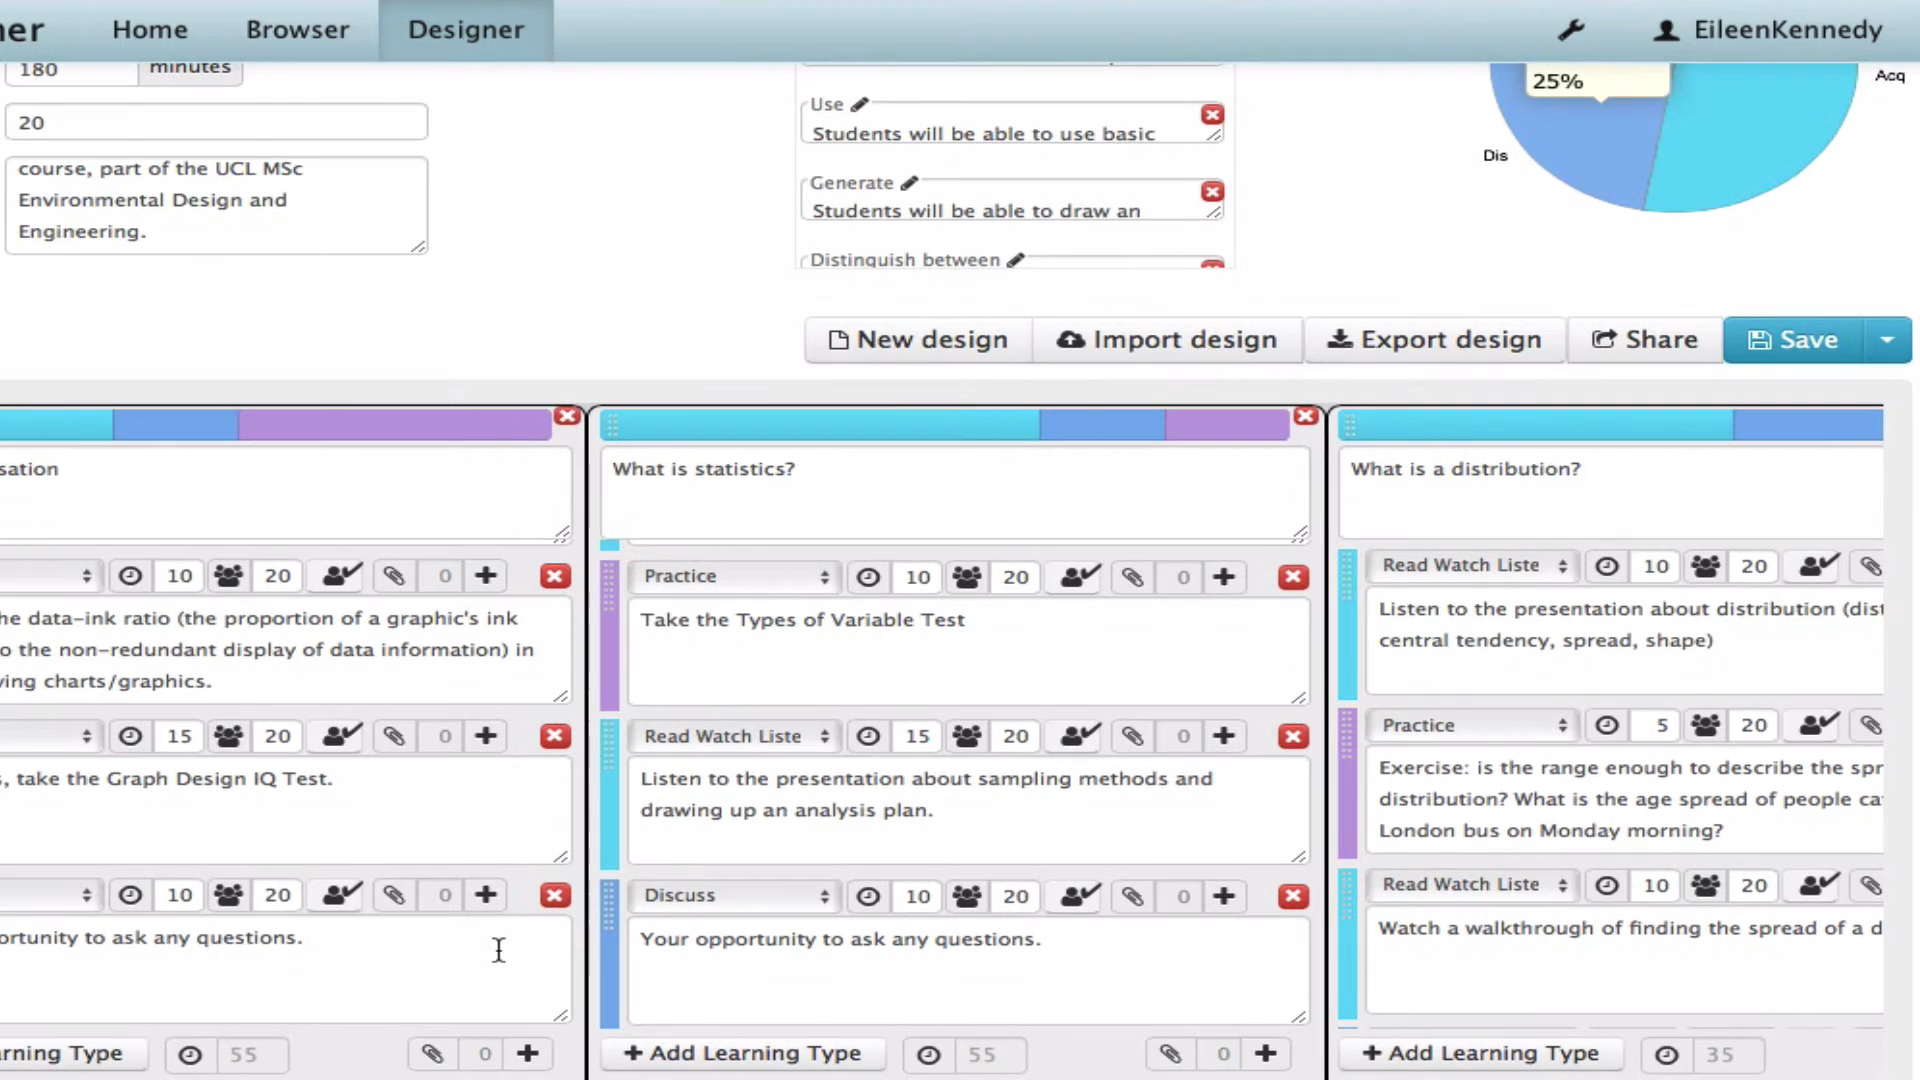 Home Browser Designer EileenKennedy
180 minutes
20
course, part of the UCL MSc
Environmental Design and
Engineering.
Use
Students will be able to use basic
Generate
Students will be able to draw an
Distinguish between
25%
Acq
Dis
New design Import design Export design Share Save
sation
10 20 0
he data-ink ratio (the proportion of a graphic's ink
o the non-redundant display of data information) in
ving charts/graphics.
15 20 0
, take the Graph Design IQ Test.
10 20 0
ortunity to ask any questions.
arning Type 55 0
What is statistics?
Practice 10 20 0
Take the Types of Variable Test
Read Watch Liste 15 20 0
Listen to the presentation about sampling methods and
drawing up an analysis plan.
Discuss 10 20 0
Your opportunity to ask any questions.
Add Learning Type 55 0
What is a distribution?
Read Watch Liste 10 20
Listen to the presentation about distribution (dist
central tendency, spread, shape)
Practice 5 20
Exercise: is the range enough to describe the spr
distribution? What is the age spread of people ca
London bus on Monday morning?
Read Watch Liste 10 20
Watch a walkthrough of finding the spread of a d
Add Learning Type 35